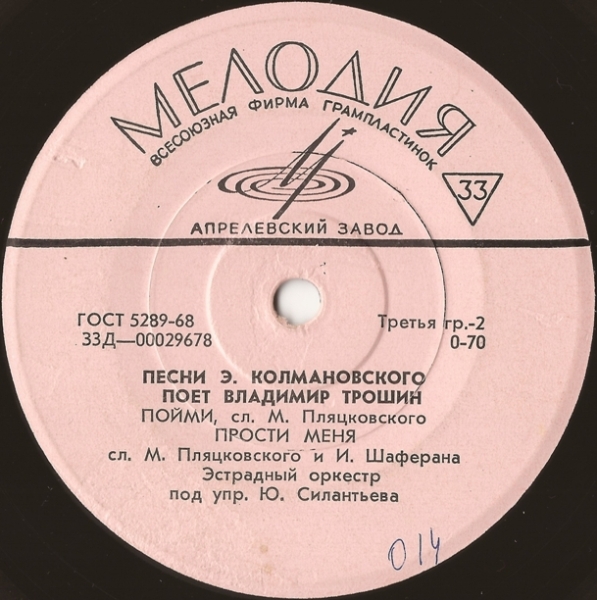 МЕЛОДИЯ
ВСЕСОЮЗНАЯ ФИРМА ГРАМПЛАСТИНОК
33
АПРЕЛЕВСКИЙ ЗАВОД
ГОСТ 5289-68
33Д—00029678
Третья гр.-2
0-70
ПЕСНИ Э. КОЛМАНОВСКОГО
ПОЕТ ВЛАДИМИР ТРОШИН
ПОЙМИ, сл. М. Пляцковского
ПРОСТИ МЕНЯ
сл. М. Пляцковского и И. Шаферана
Эстрадный оркестр
под упр. Ю. Силантьева
014